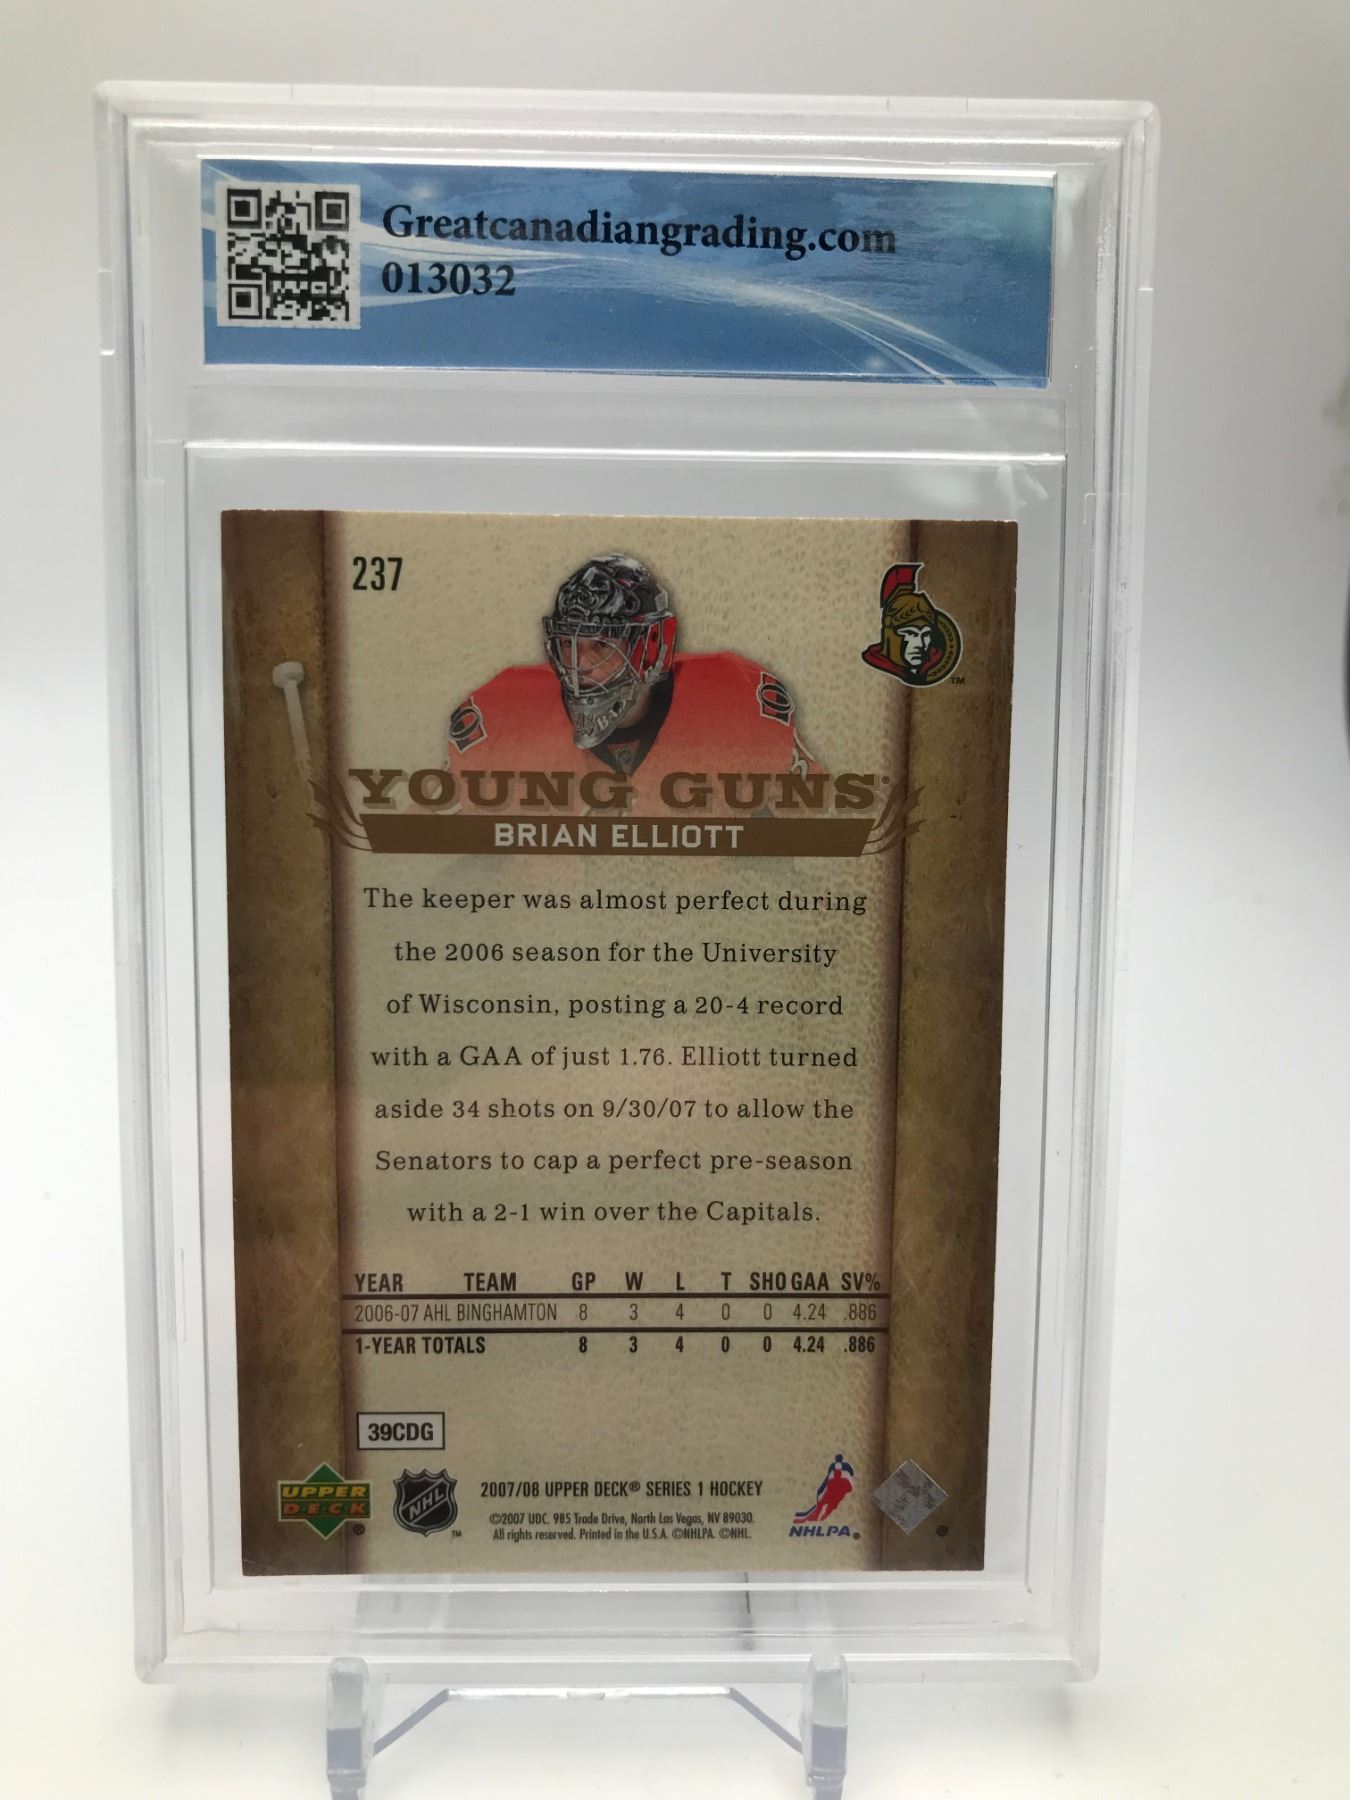 Greatcanadiangrading.com
013032
237
TM
YOUNG GUNS®
BRIAN ELLIOTT
The keeper was almost perfect during
the 2006 season for the University
of Wisconsin, posting a 20-4 record
with a GAA of just 1.76. Elliott turned
aside 34 shots on 9/30/07 to allow the
Senators to cap a perfect pre-season
with a 2-1 win over the Capitals.
YEAR TEAM GP W L T SHO GAA SV%
2006-07 AHL BINGHAMTON 8 3 4 0 0 4.24 .886
1-YEAR TOTALS 8 3 4 0 0 4.24 .886
39CDG
UPPER
D·E·C·K
®
NHL
TM
2007/08 UPPER DECK® SERIES 1 HOCKEY
©2007 UDC. 985 Trade Drive, North Las Vegas, NV 89030.
All rights reserved. Printed in the U.S.A. ©NHLPA. ©NHL.
NHLPA®
®